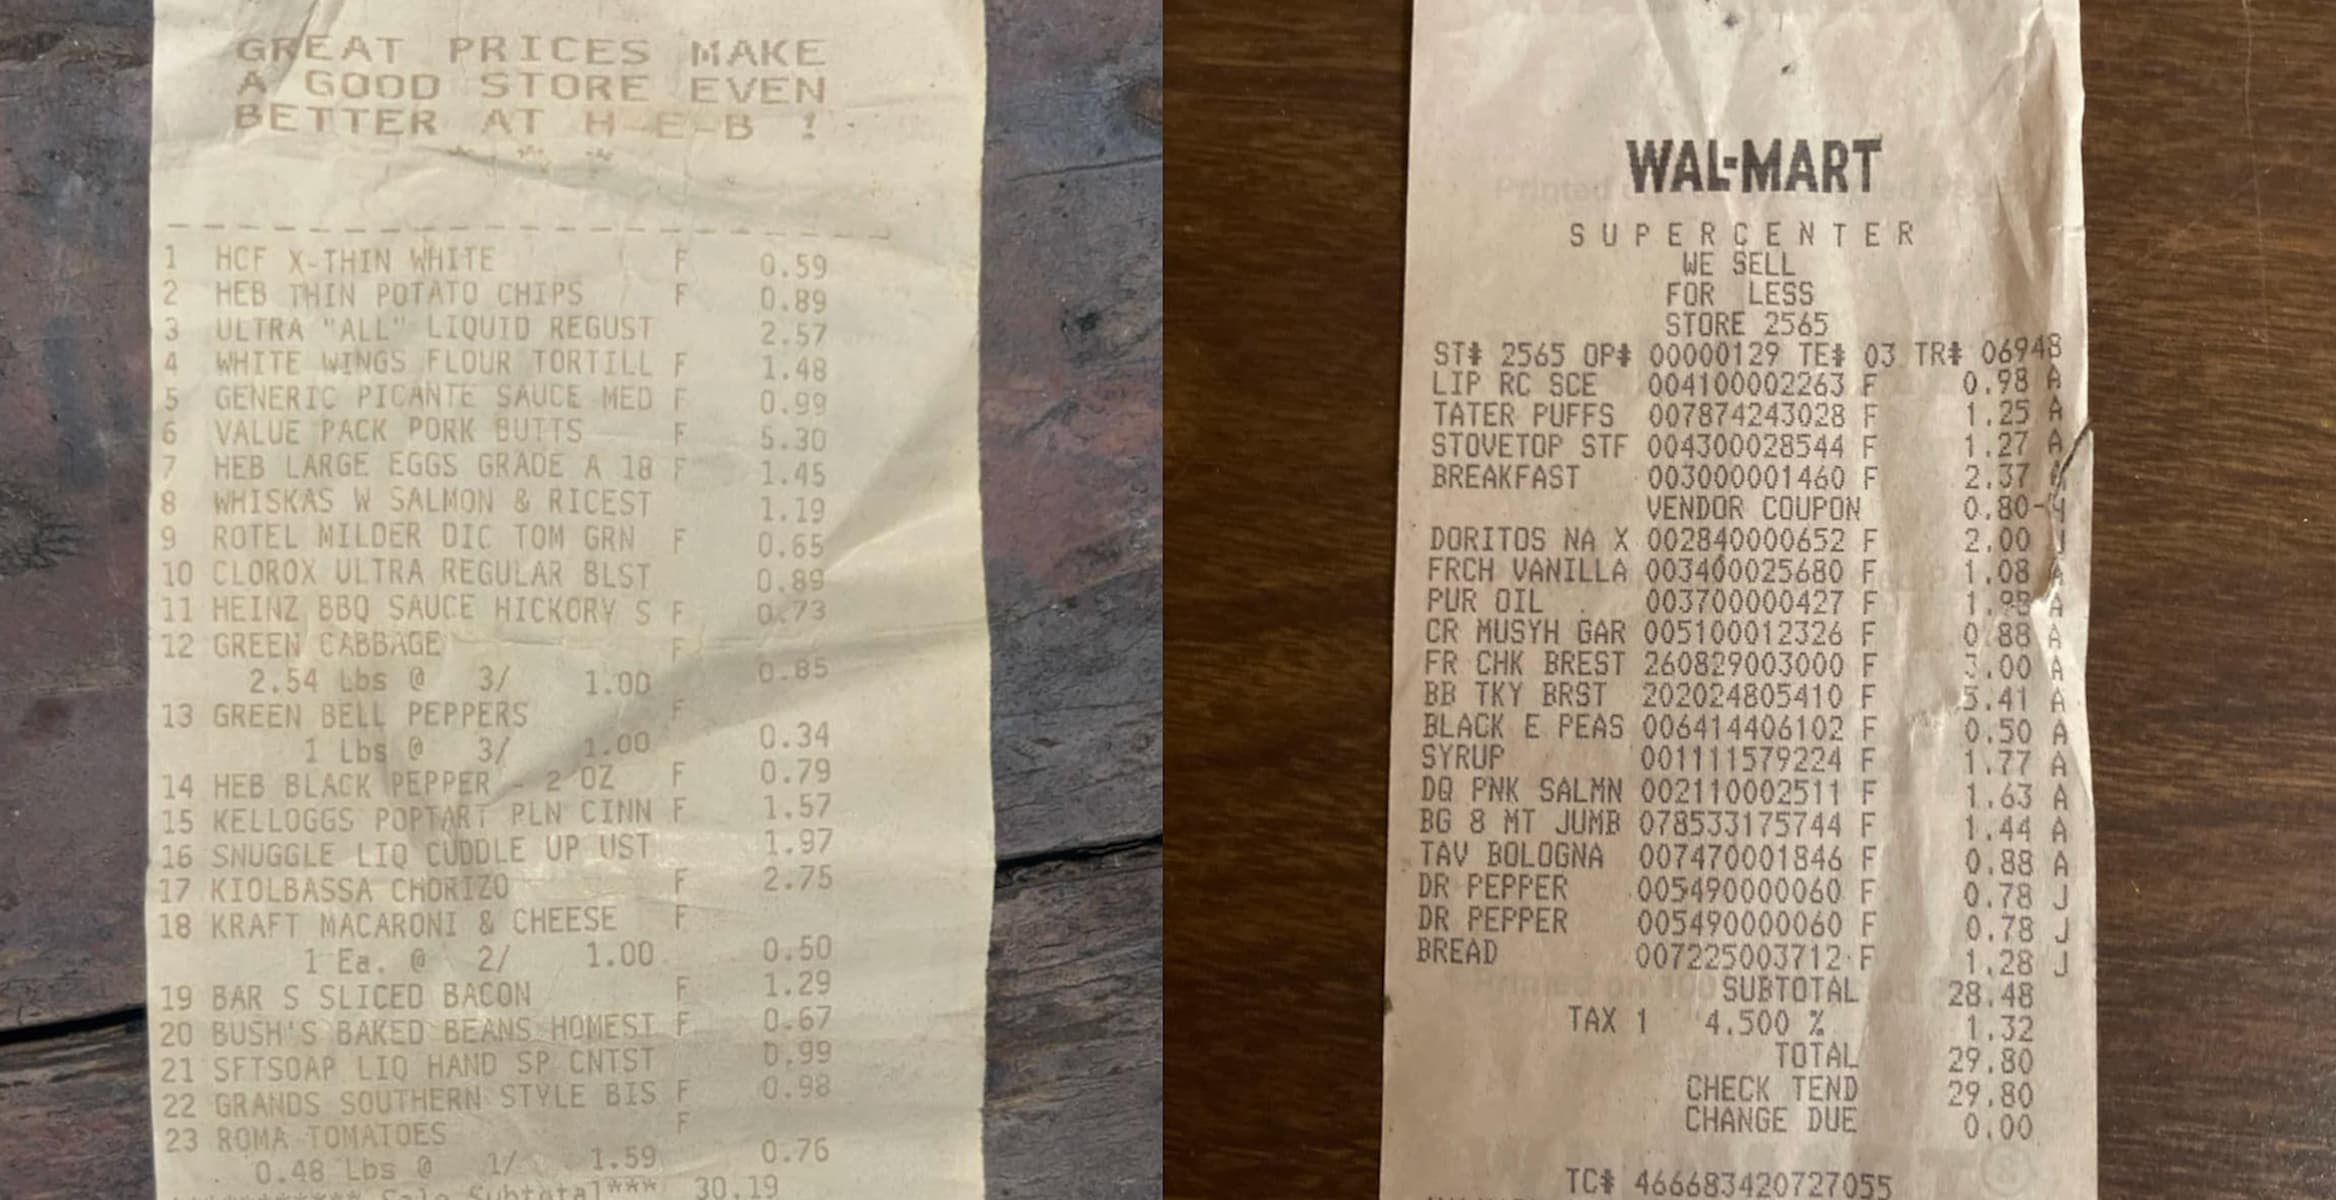 GREAT PRICES MAKE
A GOOD STORE EVEN
BETTER AT H-E-B !
* * *
1 HCF X-THIN WHITE F 0.59
2 HEB THIN POTATO CHIPS F 0.89
3 ULTRA "ALL" LIQUID REGUST 2.57
4 WHITE WINGS FLOUR TORTILL F 1.48
5 GENERIC PICANTE SAUCE MED F 0.99
6 VALUE PACK PORK BUTTS F 5.30
7 HEB LARGE EGGS GRADE A 18 F 1.45
8 WHISKAS W SALMON & RICEST 1.19
9 ROTEL MILDER DIC TOM GRN F 0.65
10 CLOROX ULTRA REGULAR BLST 0.89
11 HEINZ BBQ SAUCE HICKORY S F 0.73
12 GREEN CABBAGE F
2.54 Lbs @ 3/ 1.00 0.85
13 GREEN BELL PEPPERS F
1 Lbs @ 3/ 1.00 0.34
14 HEB BLACK PEPPER - 2 OZ F 0.79
15 KELLOGGS POPTART PLN CINN F 1.57
16 SNUGGLE LIQ CUDDLE UP UST 1.97
17 KIOLBASSA CHORIZO F 2.75
18 KRAFT MACARONI & CHEESE F
1 Ea. @ 2/ 1.00 0.50
19 BAR S SLICED BACON F 1.29
20 BUSH'S BAKED BEANS HOMEST F 0.67
21 SFTSOAP LIQ HAND SP CNTST 0.99
22 GRANDS SOUTHERN STYLE BIS F 0.98
23 ROMA TOMATOES F
0.48 Lbs @ 1/ 1.59 0.76
*********** Sale Subtotal*** 30.19
WAL-MART
SUPERCENTER
WE SELL
FOR LESS
STORE 2565
ST# 2565 OP# 00000129 TE# 03 TR# 06948
LIP RC SCE 004100002263 F 0.98 A
TATER PUFFS 007874243028 F 1.25 A
STOVETOP STF 004300028544 F 1.27 A
BREAKFAST 003000001460 F 2.37
VENDOR COUPON 0.80-
DORITOS NA X 002840000652 F 2.00 J
FRCH VANILLA 003400025680 F 1.08 A
PUR OIL 003700000427 F 1.98 A
CR MUSYH GAR 005100012326 F 0.88 A
FR CHK BREST 260829003000 F 3.00 A
BB TKY BRST 202024805410 F 5.41 A
BLACK E PEAS 006414406102 F 0.50 A
SYRUP 001111579224 F 1.77 A
DQ PNK SALMN 002110002511 F 1.63 A
BG 8 MT JUMB 078533175744 F 1.44 A
TAV BOLOGNA 007470001846 F 0.88 A
DR PEPPER 005490000060 F 0.78 J
DR PEPPER 005490000060 F 0.78 J
BREAD 007225003712 F 1.28 J
SUBTOTAL 28.48
TAX 1 4.500 % 1.32
TOTAL 29.80
CHECK TEND 29.80
CHANGE DUE 0.00
TC# 466683420727055